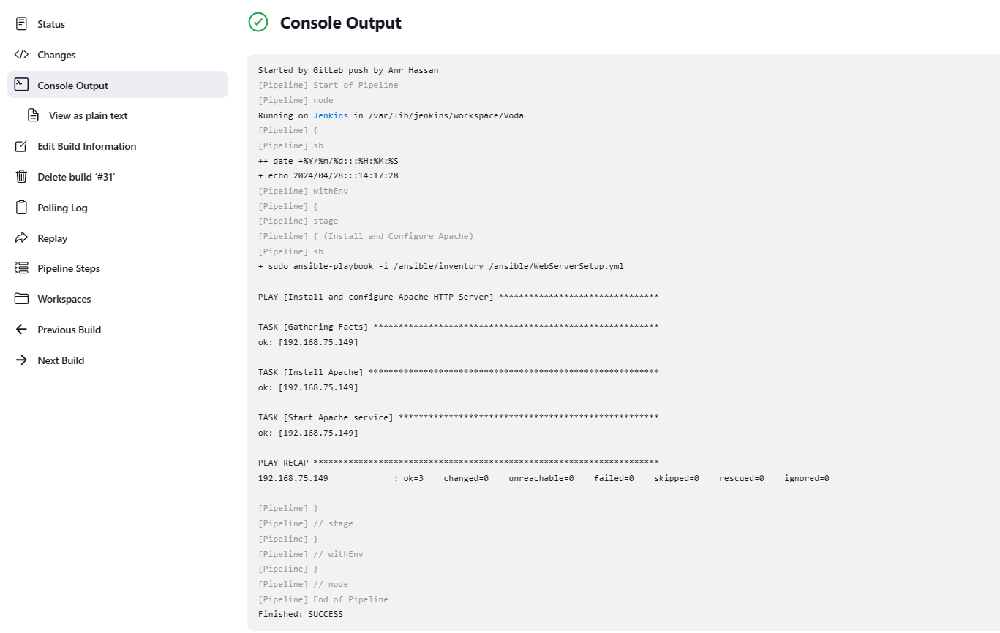 Status
Changes
Console Output
View as plain text
Edit Build Information
Delete build ‘#31’
Polling Log
Replay
Pipeline Steps
Workspaces
Previous Build
Next Build
Console Output
Started by GitLab push by Amr Hassan
[Pipeline] Start of Pipeline
[Pipeline] node
Running on Jenkins in /var/lib/jenkins/workspace/Voda
[Pipeline] {
[Pipeline] sh
++ date +%Y/%m/%d:::%H:%M:%S
+ echo 2024/04/28:::14:17:28
[Pipeline] withEnv
[Pipeline] {
[Pipeline] stage
[Pipeline] { (Install and Configure Apache)
[Pipeline] sh
+ sudo ansible-playbook -i /ansible/inventory /ansible/WebServerSetup.yml
PLAY [Install and configure Apache HTTP Server] ********************************
TASK [Gathering Facts] *********************************************************
ok: [192.168.75.149]
TASK [Install Apache] **********************************************************
ok: [192.168.75.149]
TASK [Start Apache service] ****************************************************
ok: [192.168.75.149]
PLAY RECAP *********************************************************************
192.168.75.149             : ok=3    changed=0    unreachable=0    failed=0    skipped=0    rescued=0    ignored=0
[Pipeline] }
[Pipeline] // stage
[Pipeline] }
[Pipeline] // withEnv
[Pipeline] }
[Pipeline] // node
[Pipeline] End of Pipeline
Finished: SUCCESS